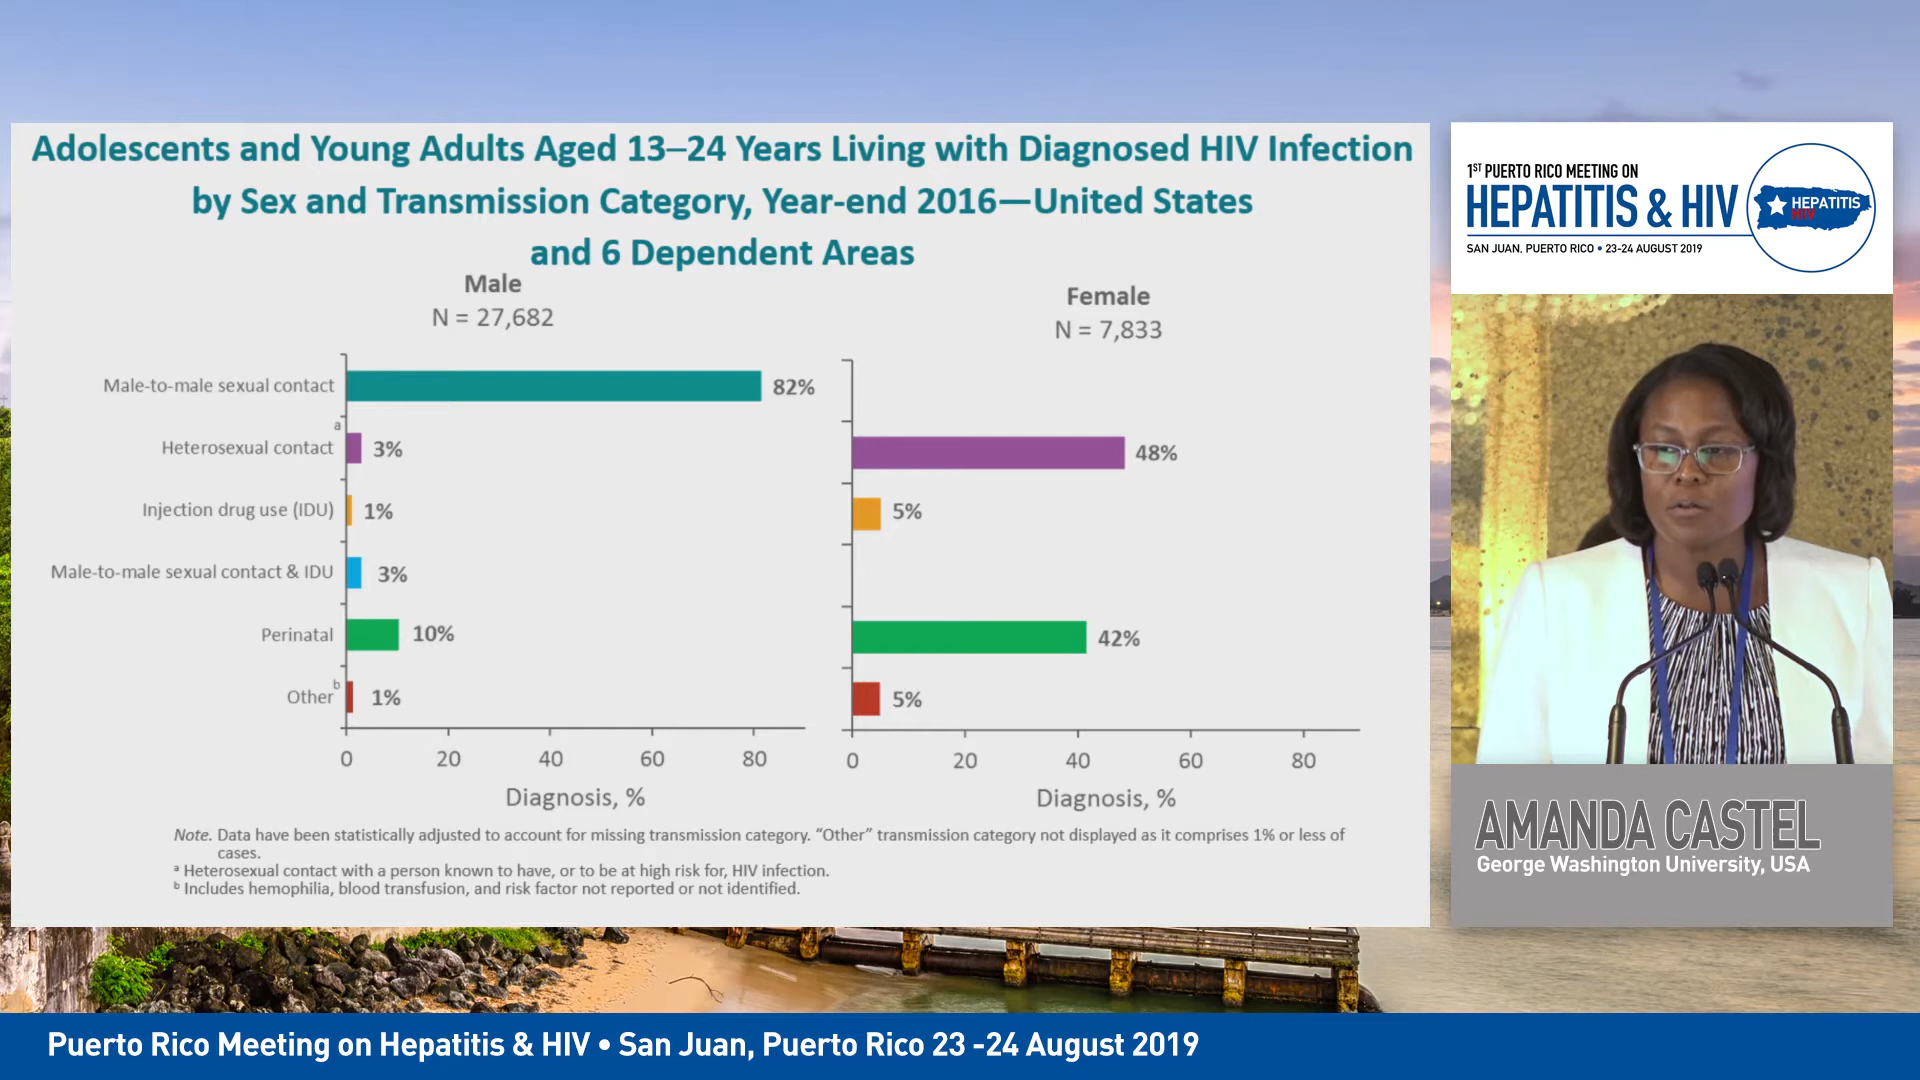 Adolescents and Young Adults Aged 13–24 Years Living with Diagnosed HIV Infection
by Sex and Transmission Category, Year-end 2016—United States
and 6 Dependent Areas
Male
N = 27,682
Male-to-male sexual contact
82%
a
Heterosexual contact
3%
Injection drug use (IDU)
1%
Male-to-male sexual contact & IDU
3%
Perinatal
10%
Other b
1%
0 20 40 60 80
Diagnosis, %
Female
N = 7,833
48%
5%
42%
5%
0 20 40 60 80
Diagnosis, %
Note. Data have been statistically adjusted to account for missing transmission category. “Other” transmission category not displayed as it comprises 1% or less of
cases.
a Heterosexual contact with a person known to have, or to be at high risk for, HIV infection.
b Includes hemophilia, blood transfusion, and risk factor not reported or not identified.
1ST PUERTO RICO MEETING ON
HEPATITIS & HIV
SAN JUAN, PUERTO RICO • 23-24 AUGUST 2019
HEPATITIS
HIV
AMANDA CASTEL
George Washington University, USA
Puerto Rico Meeting on Hepatitis & HIV • San Juan, Puerto Rico 23 -24 August 2019